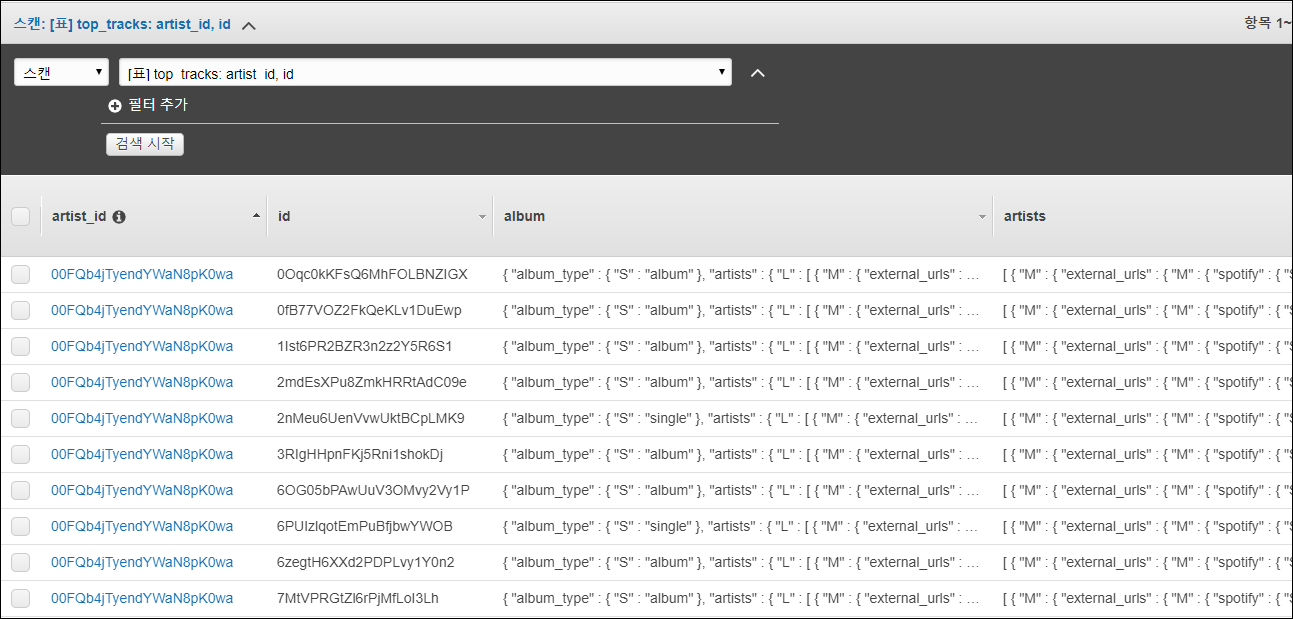 스캔: [표] top_tracks: artist_id, id
항목 1~
스캔
[표] top_tracks: artist_id, id
필터 추가
검색 시작
artist_id id album artists
00FQb4jTyendYWaN8pK0wa 0Oqc0kKFsQ6MhFOLBNZIGX { "album_type" : { "S" : "album" }, "artists" : { "L" : [ { "M" : { "external_urls" : … [ { "M" : { "external_urls" : { "M" : { "spotify" : { "S
00FQb4jTyendYWaN8pK0wa 0fB77VOZ2FkQeKLv1DuEwp { "album_type" : { "S" : "album" }, "artists" : { "L" : [ { "M" : { "external_urls" : … [ { "M" : { "external_urls" : { "M" : { "spotify" : { "S
00FQb4jTyendYWaN8pK0wa 1Ist6PR2BZR3n2z2Y5R6S1 { "album_type" : { "S" : "album" }, "artists" : { "L" : [ { "M" : { "external_urls" : … [ { "M" : { "external_urls" : { "M" : { "spotify" : { "S
00FQb4jTyendYWaN8pK0wa 2mdEsXPu8ZmkHRRtAdC09e { "album_type" : { "S" : "album" }, "artists" : { "L" : [ { "M" : { "external_urls" : … [ { "M" : { "external_urls" : { "M" : { "spotify" : { "S
00FQb4jTyendYWaN8pK0wa 2nMeu6UenVvwUktBCpLMK9 { "album_type" : { "S" : "single" }, "artists" : { "L" : [ { "M" : { "external_urls" : … [ { "M" : { "external_urls" : { "M" : { "spotify" : { "S
00FQb4jTyendYWaN8pK0wa 3RIgHHpnFKj5Rni1shokDj { "album_type" : { "S" : "album" }, "artists" : { "L" : [ { "M" : { "external_urls" : … [ { "M" : { "external_urls" : { "M" : { "spotify" : { "S
00FQb4jTyendYWaN8pK0wa 6OG05bPAwUuV3OMvy2Vy1P { "album_type" : { "S" : "album" }, "artists" : { "L" : [ { "M" : { "external_urls" : … [ { "M" : { "external_urls" : { "M" : { "spotify" : { "S
00FQb4jTyendYWaN8pK0wa 6PUIzlqotEmPuBfjbwYWOB { "album_type" : { "S" : "single" }, "artists" : { "L" : [ { "M" : { "external_urls" : … [ { "M" : { "external_urls" : { "M" : { "spotify" : { "S
00FQb4jTyendYWaN8pK0wa 6zegtH6XXd2PDPLvy1Y0n2 { "album_type" : { "S" : "album" }, "artists" : { "L" : [ { "M" : { "external_urls" : … [ { "M" : { "external_urls" : { "M" : { "spotify" : { "S
00FQb4jTyendYWaN8pK0wa 7MtVPRGtZl6rPjMfLoI3Lh { "album_type" : { "S" : "album" }, "artists" : { "L" : [ { "M" : { "external_urls" : … [ { "M" : { "external_urls" : { "M" : { "spotify" : { "S